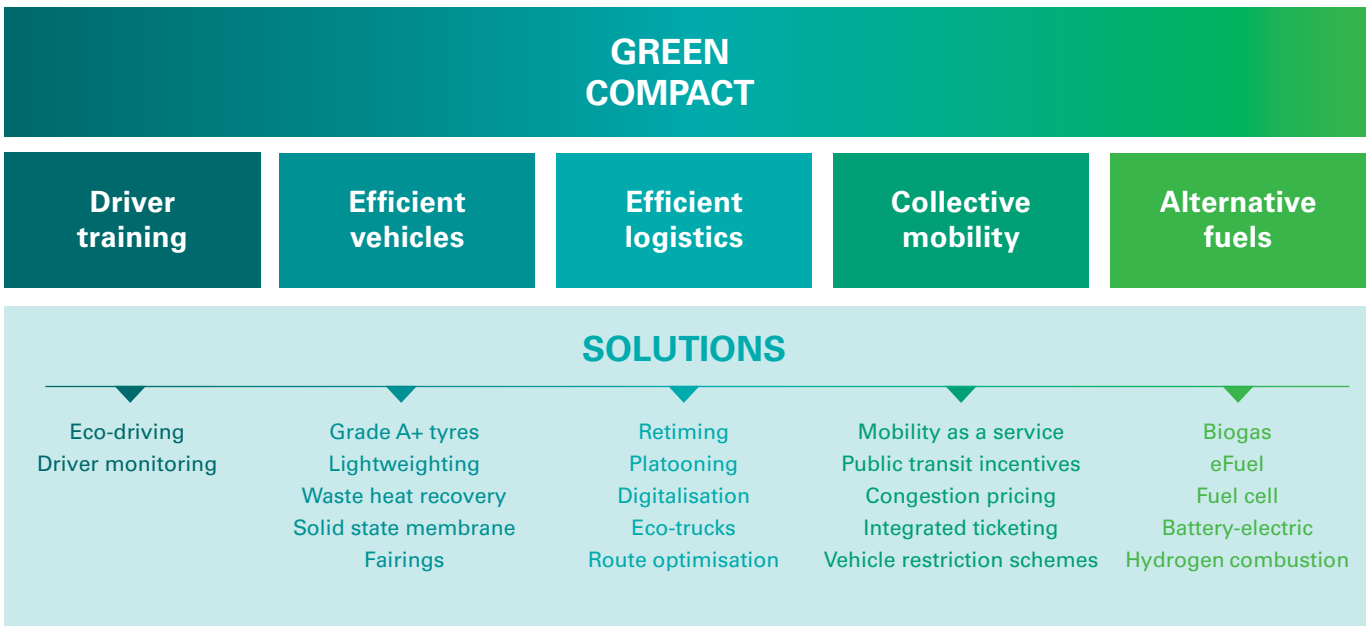 GREEN
COMPACT
Driver
training
Efficient
vehicles
Efficient
logistics
Collective
mobility
Alternative
fuels
SOLUTIONS
Eco-driving
Driver monitoring
Grade A+ tyres
Lightweighting
Waste heat recovery
Solid state membrane
Fairings
Retiming
Platooning
Digitalisation
Eco-trucks
Route optimisation
Mobility as a service
Public transit incentives
Congestion pricing
Integrated ticketing
Vehicle restriction schemes
Biogas
eFuel
Fuel cell
Battery-electric
Hydrogen combustion